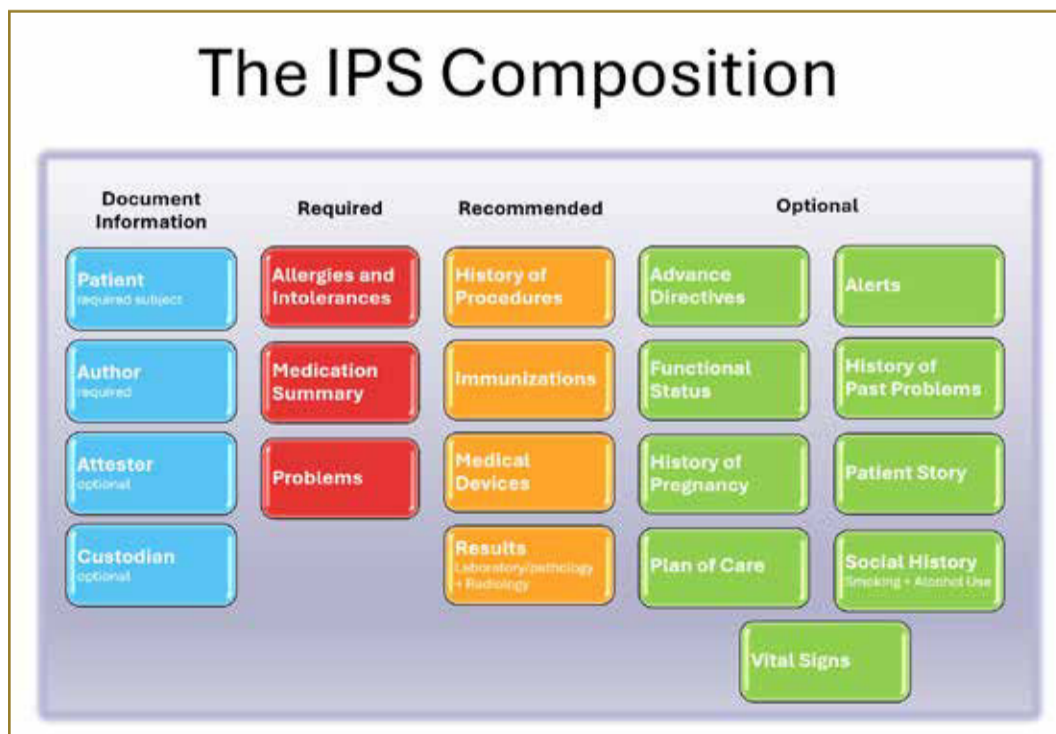 The IPS Composition
Document
Information
Required
Recommended
Optional
Patient
required subject
Author
required
Attester
optional
Custodian
optional
Allergies and
Intolerances
Medication
Summary
Problems
History of
Procedures
Immunizations
Medical
Devices
Results
Laboratory/pathology
+ Radiology
Advance
Directives
Functional
Status
History of
Pregnancy
Plan of Care
Alerts
History of
Past Problems
Patient Story
Social History
Smoking + Alcohol Use
Vital Signs